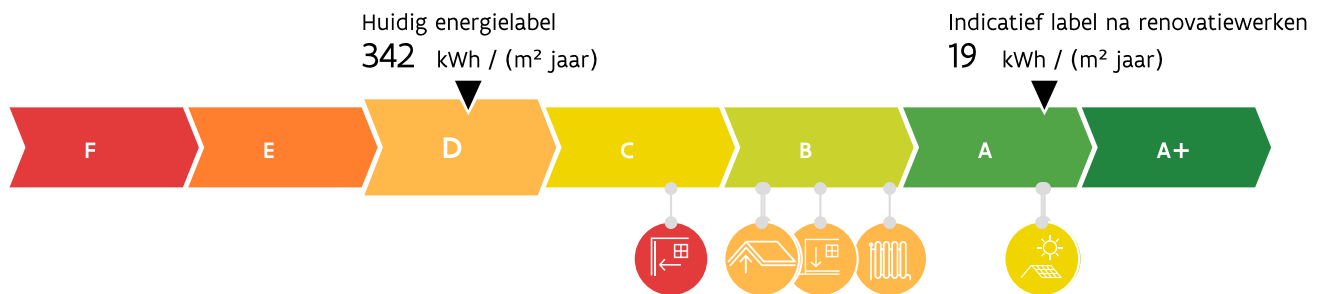 Huidig energielabel
342 kWh / (m² jaar)
Indicatief label na renovatiewerken
19 kWh / (m² jaar)
F
E
D
C
B
A
A+